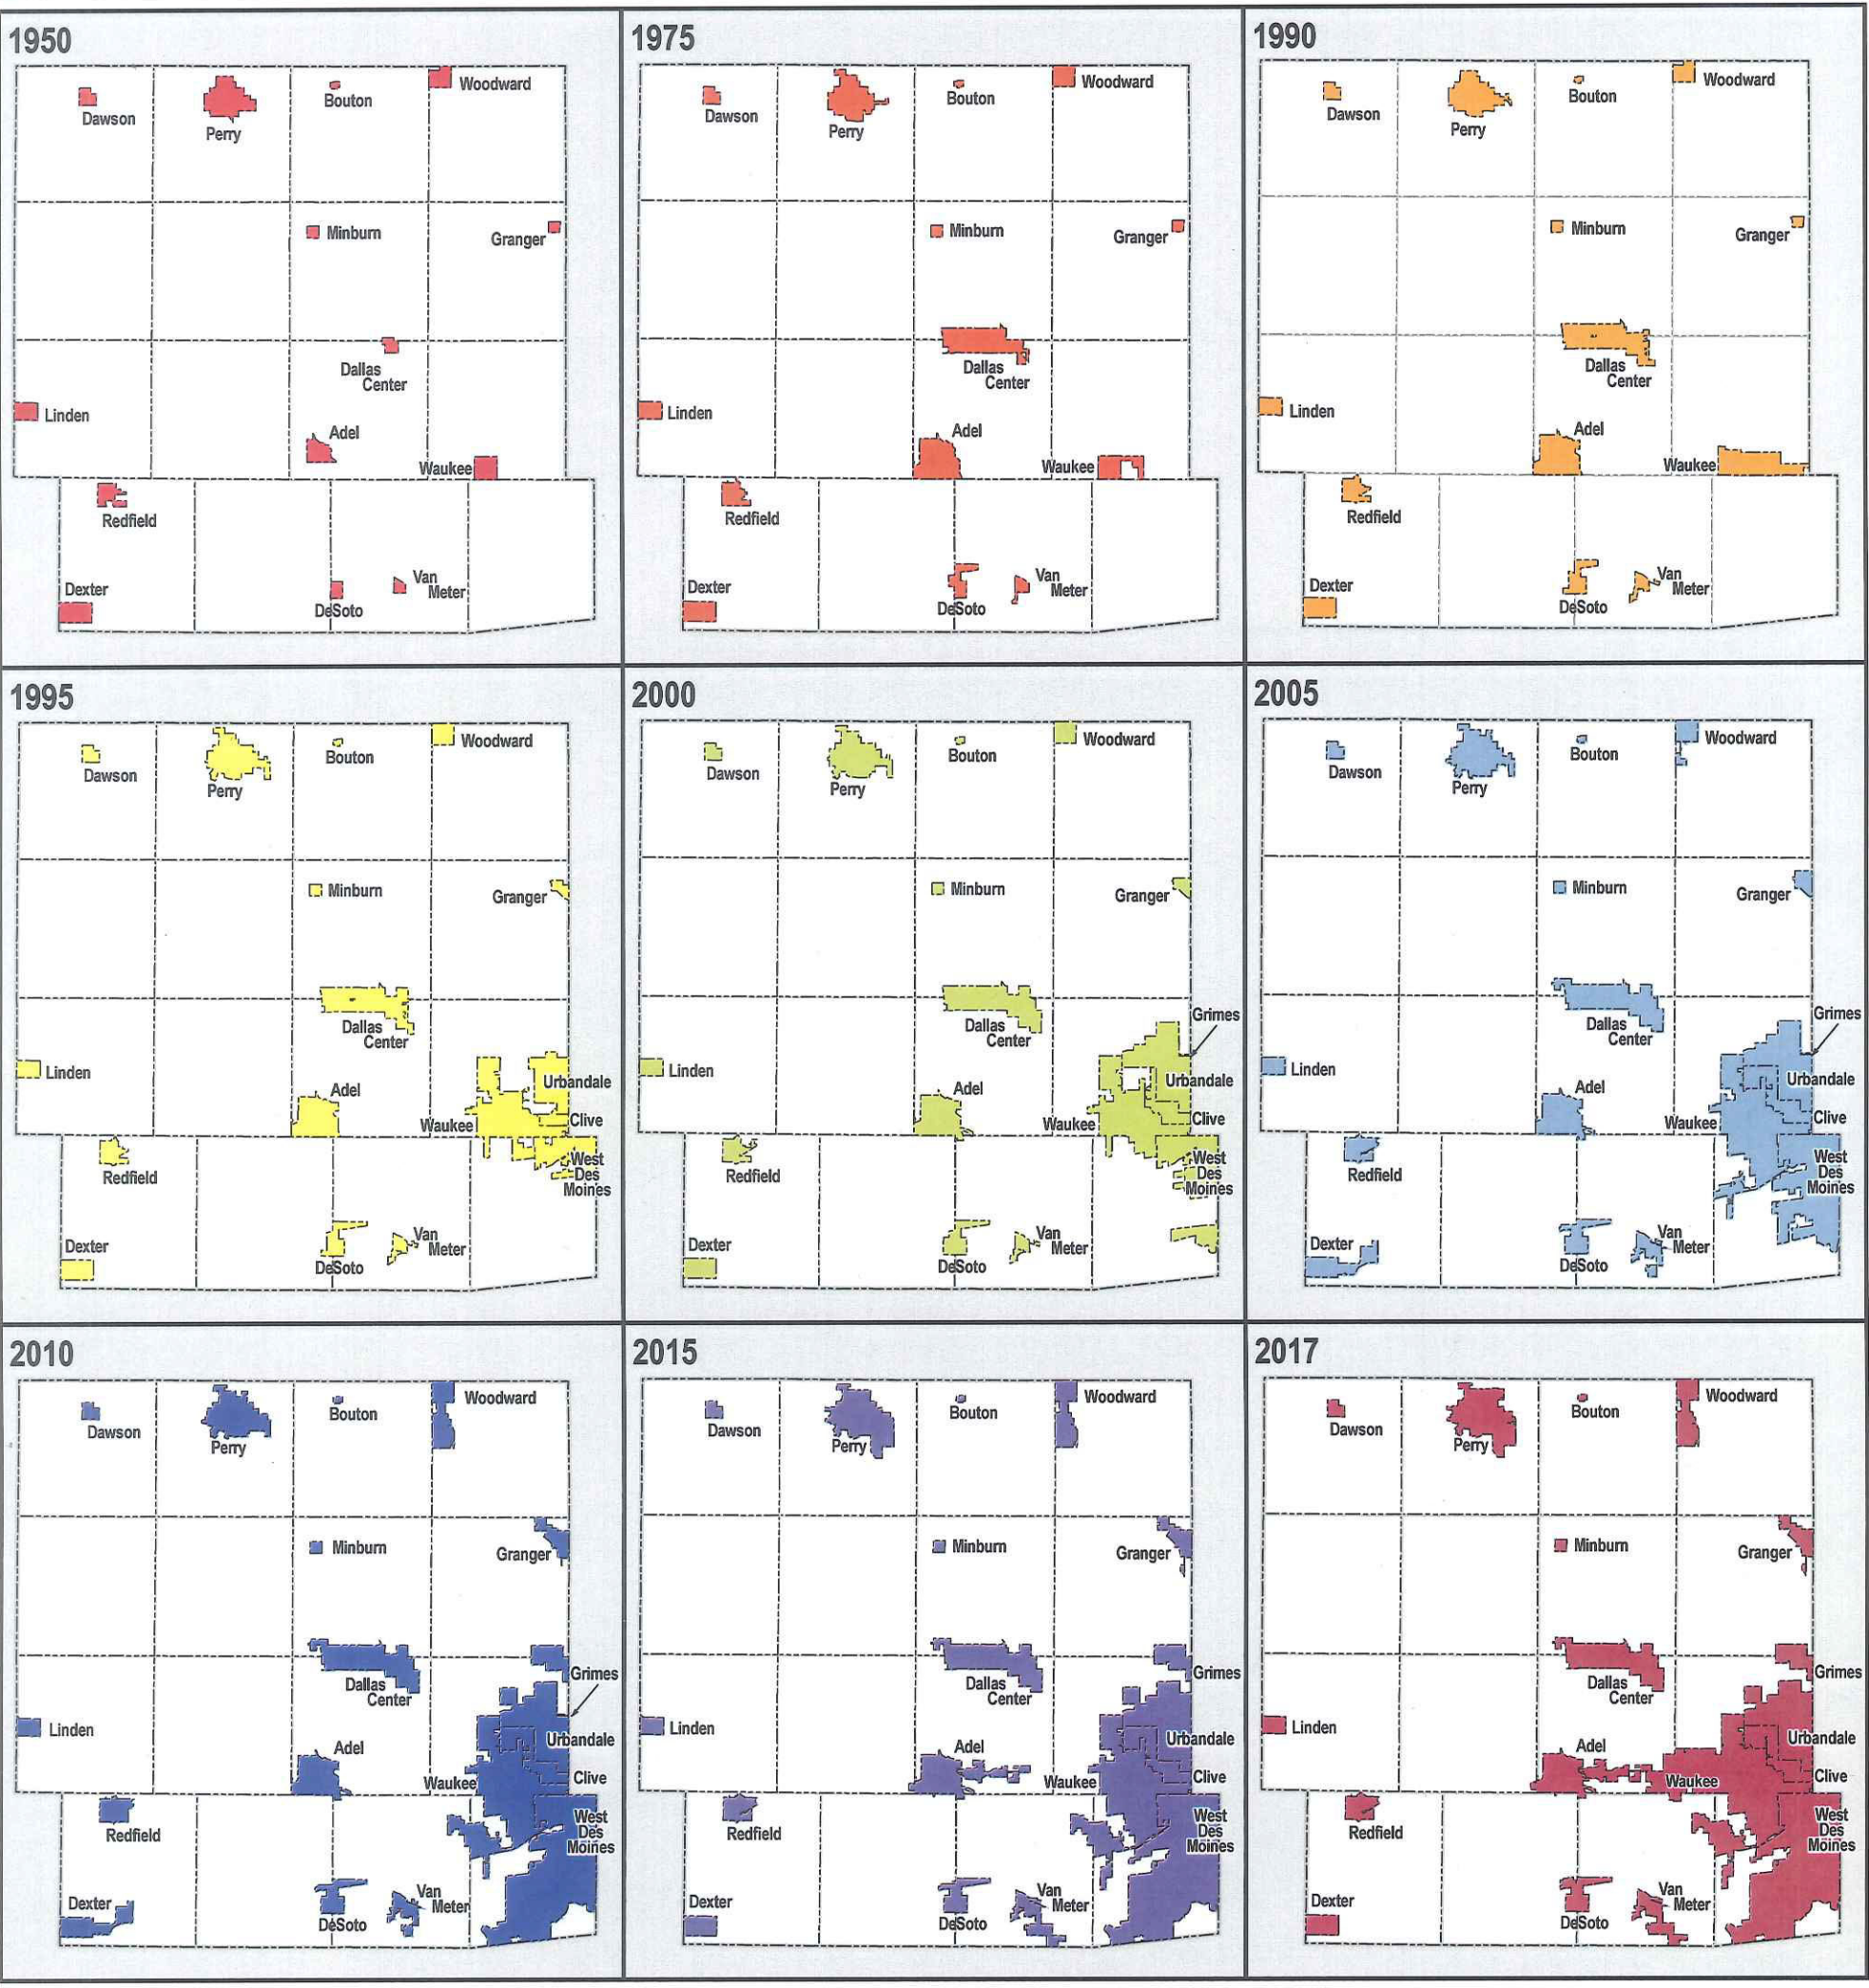 1950
Woodward
Bouton
Dawson
Perry
Minburn
Granger
Dallas
Center
Linden
Adel
Waukee
Redfield
Dexter
Van
Meter
DeSoto
1975
Woodward
Bouton
Dawson
Perry
Minburn
Granger
Dallas
Center
Linden
Adel
Waukee
Redfield
Dexter
Van
Meter
DeSoto
1990
Woodward
Bouton
Dawson
Perry
Minburn
Granger
Dallas
Center
Linden
Adel
Waukee
Redfield
Dexter
Van
Meter
DeSoto
1995
Woodward
Bouton
Dawson
Perry
Minburn
Granger
Dallas
Center
Linden
Urbandale
Adel
Clive
Waukee
West
Des
Moines
Redfield
Dexter
Van
Meter
DeSoto
2000
Woodward
Bouton
Dawson
Perry
Minburn
Granger
Grimes
Dallas
Center
Linden
Urbandale
Adel
Clive
Waukee
West
Des
Moines
Redfield
Dexter
Van
Meter
DeSoto
2005
Woodward
Bouton
Dawson
Perry
Minburn
Granger
Grimes
Dallas
Center
Linden
Urbandale
Adel
Clive
Waukee
West
Des
Moines
Redfield
Dexter
Van
Meter
DeSoto
2010
Woodward
Bouton
Dawson
Perry
Minburn
Granger
Grimes
Dallas
Center
Linden
Urbandale
Adel
Clive
Waukee
West
Des
Moines
Redfield
Dexter
Van
Meter
DeSoto
2015
Woodward
Bouton
Dawson
Perry
Minburn
Granger
Grimes
Dallas
Center
Linden
Urbandale
Adel
Clive
Waukee
West
Des
Moines
Redfield
Dexter
Van
Meter
DeSoto
2017
Woodward
Bouton
Dawson
Perry
Minburn
Granger
Grimes
Dallas
Center
Linden
Urbandale
Adel
Clive
Waukee
West
Des
Moines
Redfield
Dexter
Van
Meter
DeSoto